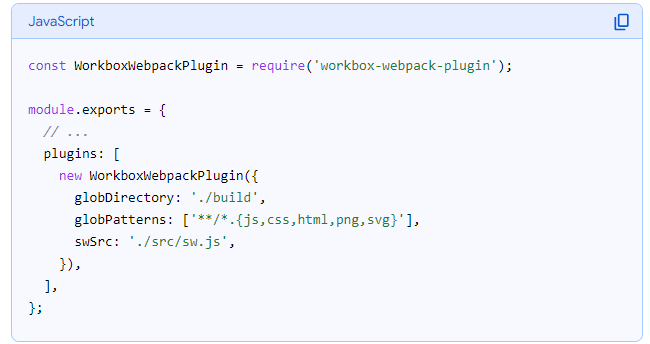 JavaScript
const WorkboxWebpackPlugin = require('workbox-webpack-plugin');
module.exports = {
  // ...
  plugins: [
    new WorkboxWebpackPlugin({
      globDirectory: './build',
      globPatterns: ['**/*.{js,css,html,png,svg}'],
      swSrc: './src/sw.js',
    }),
  ],
};